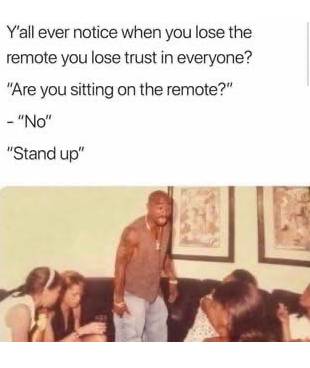 Y'all ever notice when you lose the
remote you lose trust in everyone?
"Are you sitting on the remote?"
- "No"
"Stand up"